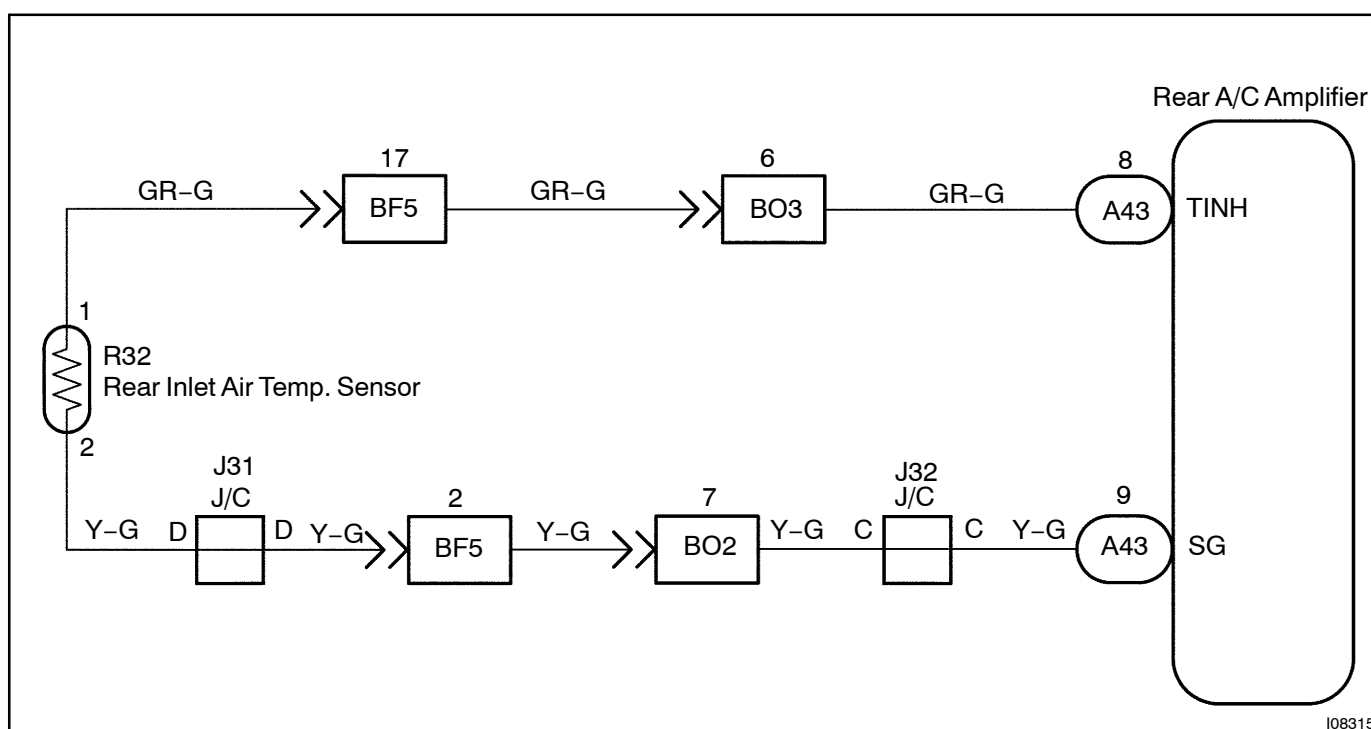 Rear A/C Amplifier
17
6
8
GR−G
BF5
GR−G
BO3
GR−G
A43
TINH
1
R32
Rear Inlet Air Temp. Sensor
2
J31
J/C
2
7
J32
J/C
9
Y−G
D
D
Y−G
BF5
Y−G
BO2
Y−G
C
C
Y−G
A43
SG
I08315